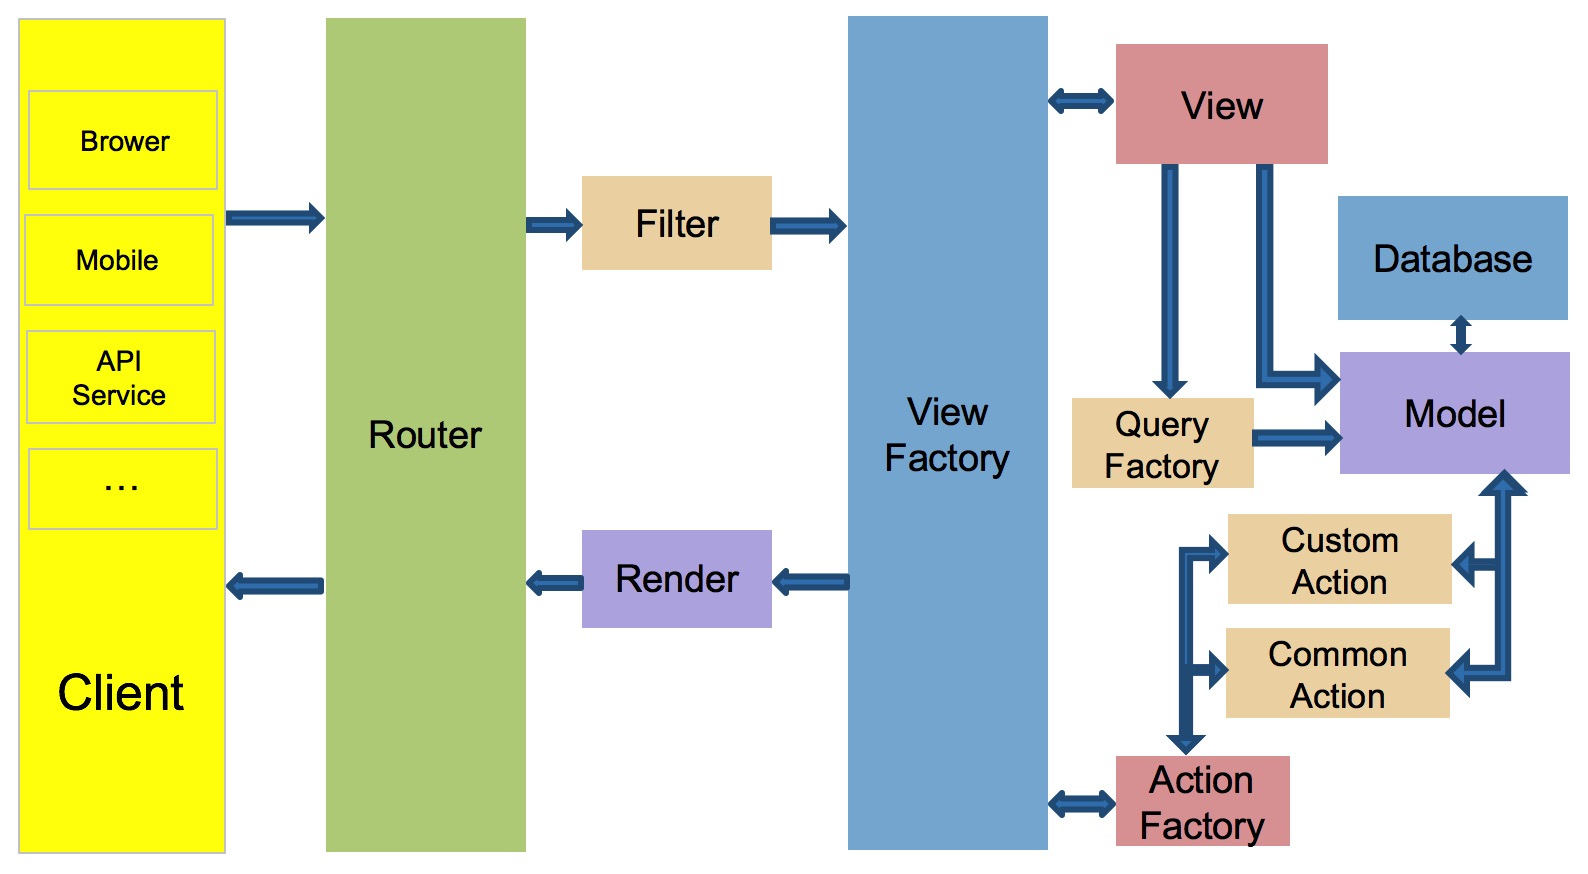 Brower
Mobile
API
Service
...
Client
Router
Filter
Render
View
Factory
View
Database
Query
Factory
Model
Custom
Action
Common
Action
Action
Factory